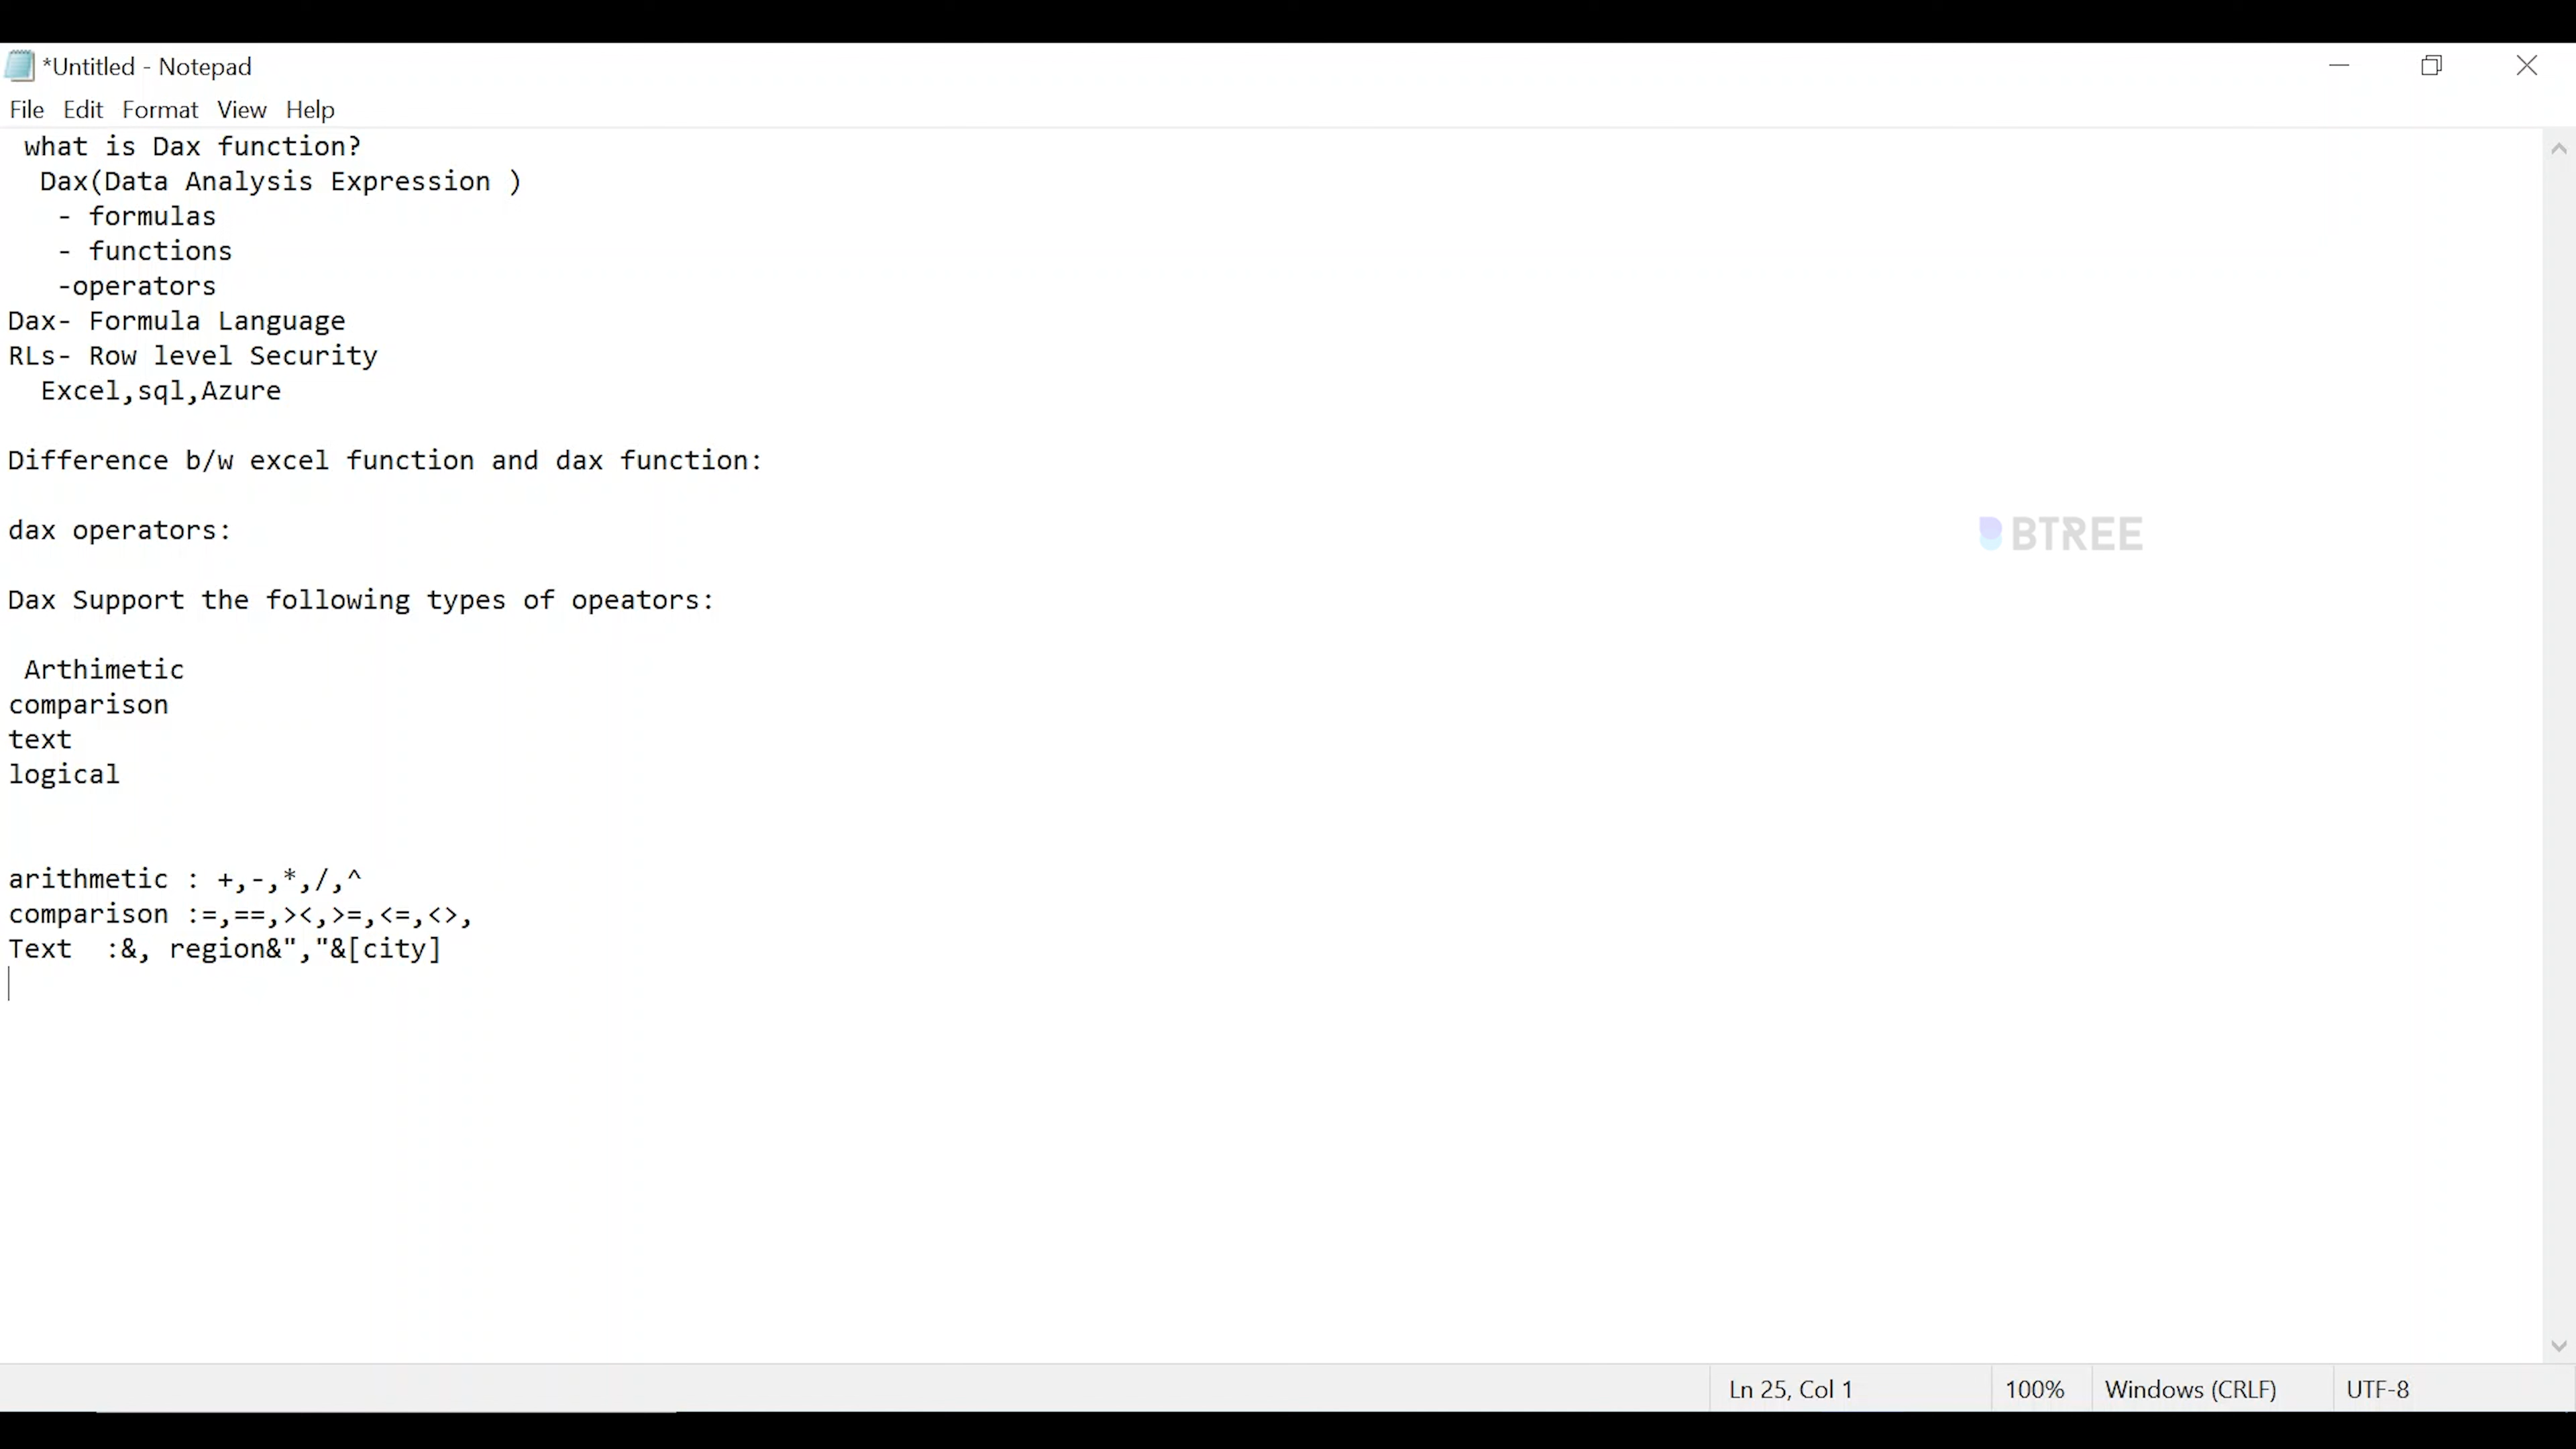 *Untitled - Notepad
File Edit Format View Help
what is Dax function?
Dax(Data Analysis Expression )
- formulas
- functions
-operators
Dax- Formula Language
RLs- Row level Security
Excel,sql,Azure
Difference b/w excel function and dax function:
dax operators:
BTREE
Dax Support the following types of opeators:
Arthimetic
comparison
text
logical
arithmetic : +,-,*,/,^
comparison :=,==,><,>=,<=,<>,
Text  :&, region&","&[city]
Ln 25, Col 1 100% Windows (CRLF) UTF-8